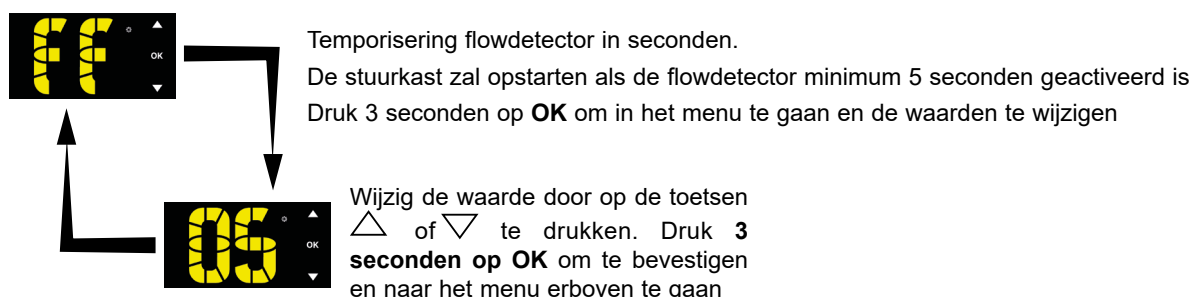 FF
OK
Temporisering flowdetector in seconden.
De stuurkast zal opstarten als de flowdetector minimum 5 seconden geactiveerd is
Druk 3 seconden op OK om in het menu te gaan en de waarden te wijzigen
05
OK
Wijzig de waarde door op de toetsen
△ of ▽ te drukken. Druk 3
seconden op OK om te bevestigen
en naar het menu erboven te gaan